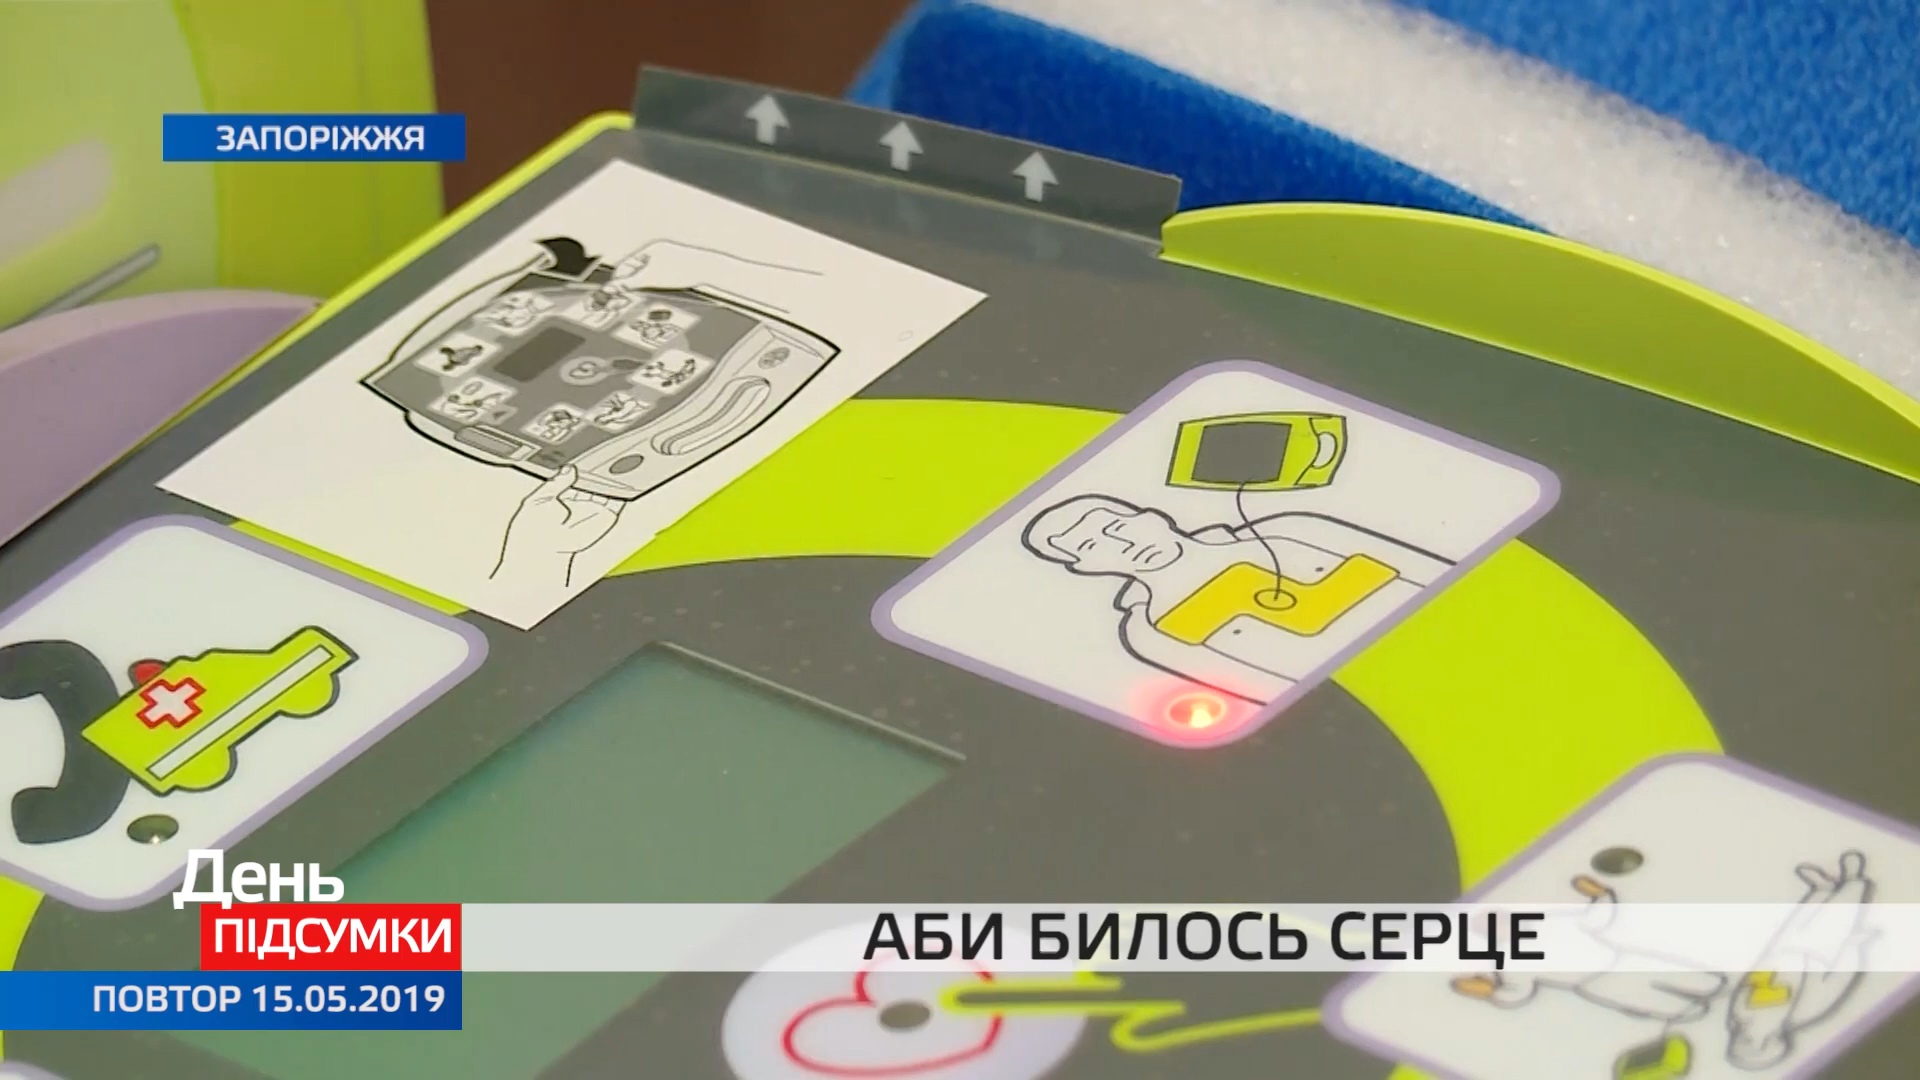 ЗАПОРІЖЖЯ
День
ПІДСУМКИ
АБИ БИЛОСЬ СЕРЦЕ
ПОВТОР 15.05.2019